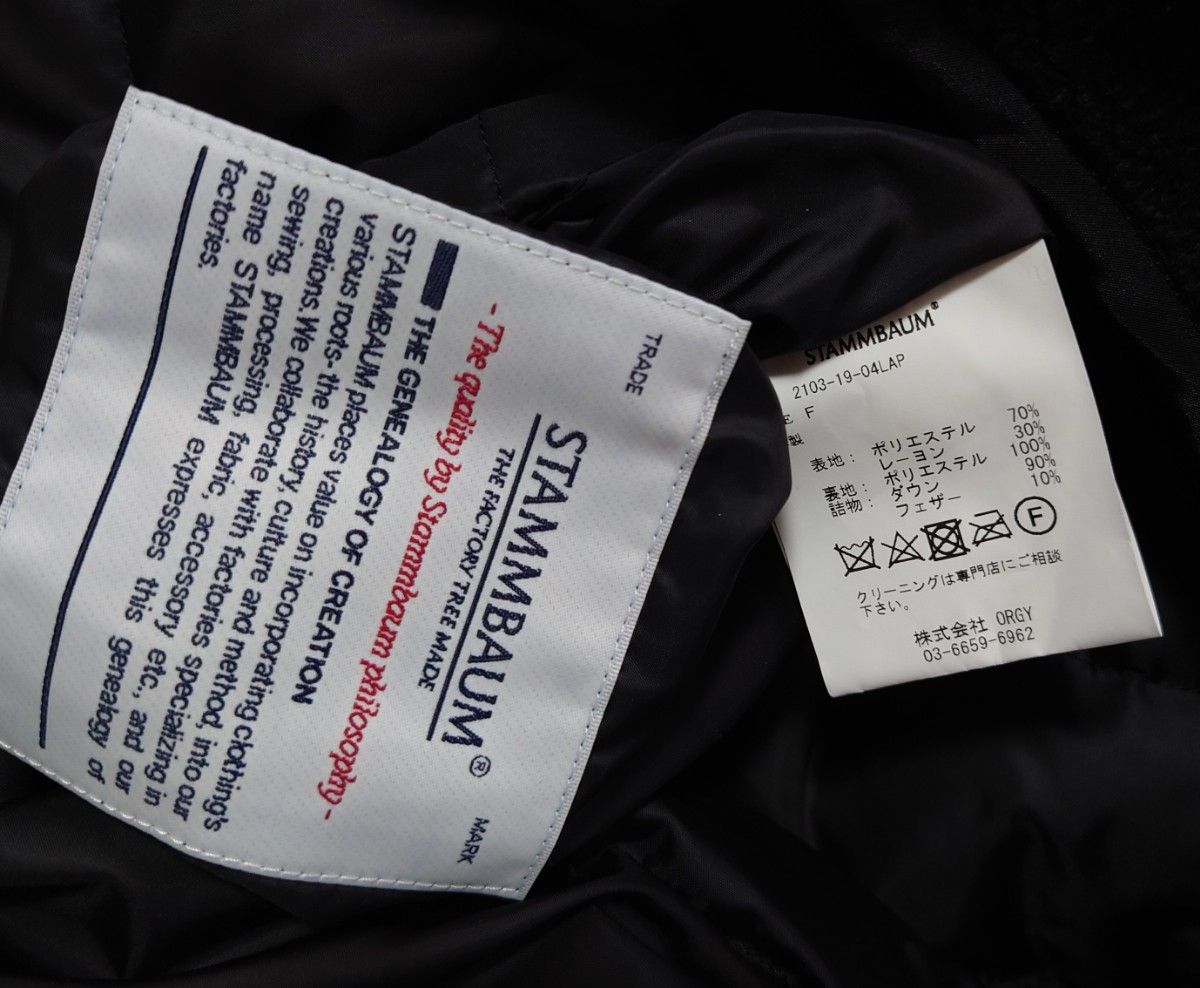 TRADE
MARK
STAMMBAUM®
THE FACTORY TREE MADE
- The quality by Stammbaum philosophy -
THE GENEALOGY OF CREATION
STAMMBAUM places value on incorporating clothing's
various roots- the history, culture and method, into our
creations. We collaborate with factories specializing in
sewing, processing, fabric, accessory etc., and our
name STAMMBAUM expresses this genealogy of
factories.
STAMMBAUM®
2103-19-04LAP
F
製
表地: ポリエステル 70%
レーヨン 30%
裏地: ポリエステル 100%
詰物: ダウン 90%
フェザー 10%
F
クリーニングは専門店にご相談
下さい。
株式会社 ORGY
03-6659-6962